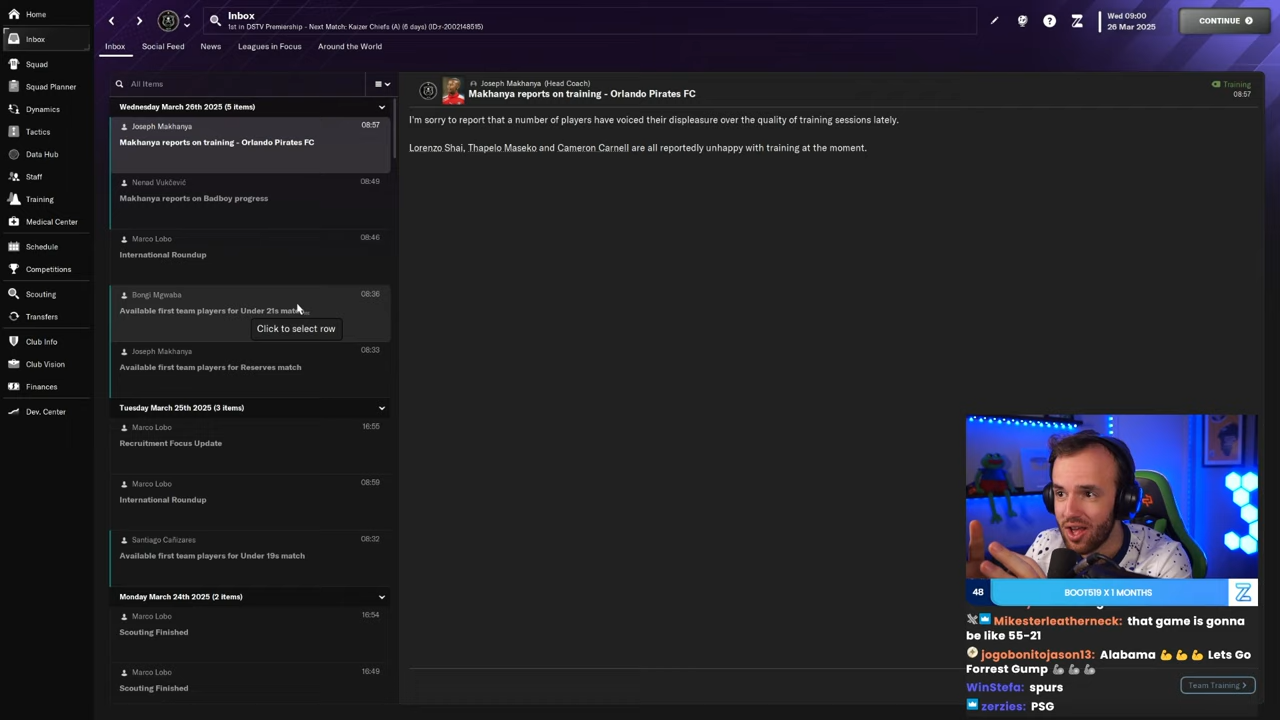 Home
Inbox
Squad
Squad Planner
Dynamics
Tactics
Data Hub
Staff
Training
Medical Center
Schedule
Competitions
Scouting
Transfers
Club Info
Club Vision
Finances
Dev. Center
Inbox
1st in DSTV Premiership - Next Match: Kaizer Chiefs (A) (6 days) (ID:r-2002148515)
Wed 09:00
26 Mar 2025
CONTINUE
Inbox
Social Feed
News
Leagues in Focus
Around the World
All Items
Wednesday March 26th 2025 (5 items)
Joseph Makhanya 08:57
Makhanya reports on training - Orlando Pirates FC
Nenad Vukčević 08:49
Makhanya reports on Badboy progress
Marco Lobo 08:46
International Roundup
Bongi Mgwaba 08:36
Available first team players for Under 21s mat...
Click to select row
Joseph Makhanya 08:33
Available first team players for Reserves match
Tuesday March 25th 2025 (3 items)
Marco Lobo 16:55
Recruitment Focus Update
Marco Lobo 08:59
International Roundup
Santiago Cañizares 08:32
Available first team players for Under 19s match
Monday March 24th 2025 (2 items)
Marco Lobo 16:54
Scouting Finished
Marco Lobo 16:49
Scouting Finished
Joseph Makhanya (Head Coach)
Makhanya reports on training - Orlando Pirates FC
Training
08:57
I'm sorry to report that a number of players have voiced their displeasure over the quality of training sessions lately.
Lorenzo Shai, Thapelo Maseko and Cameron Carnell are all reportedly unhappy with training at the moment.
48 BOOT519 X 1 MONTHS
Mikesterleatherneck: that game is gonna
be like 55-21
jogobonitojason13: Alabama 💪 💪 💪 Lets Go
Forrest Gump 🦾 🦾 🦾
WinStefa: spurs
zerzies: PSG
Team Training >